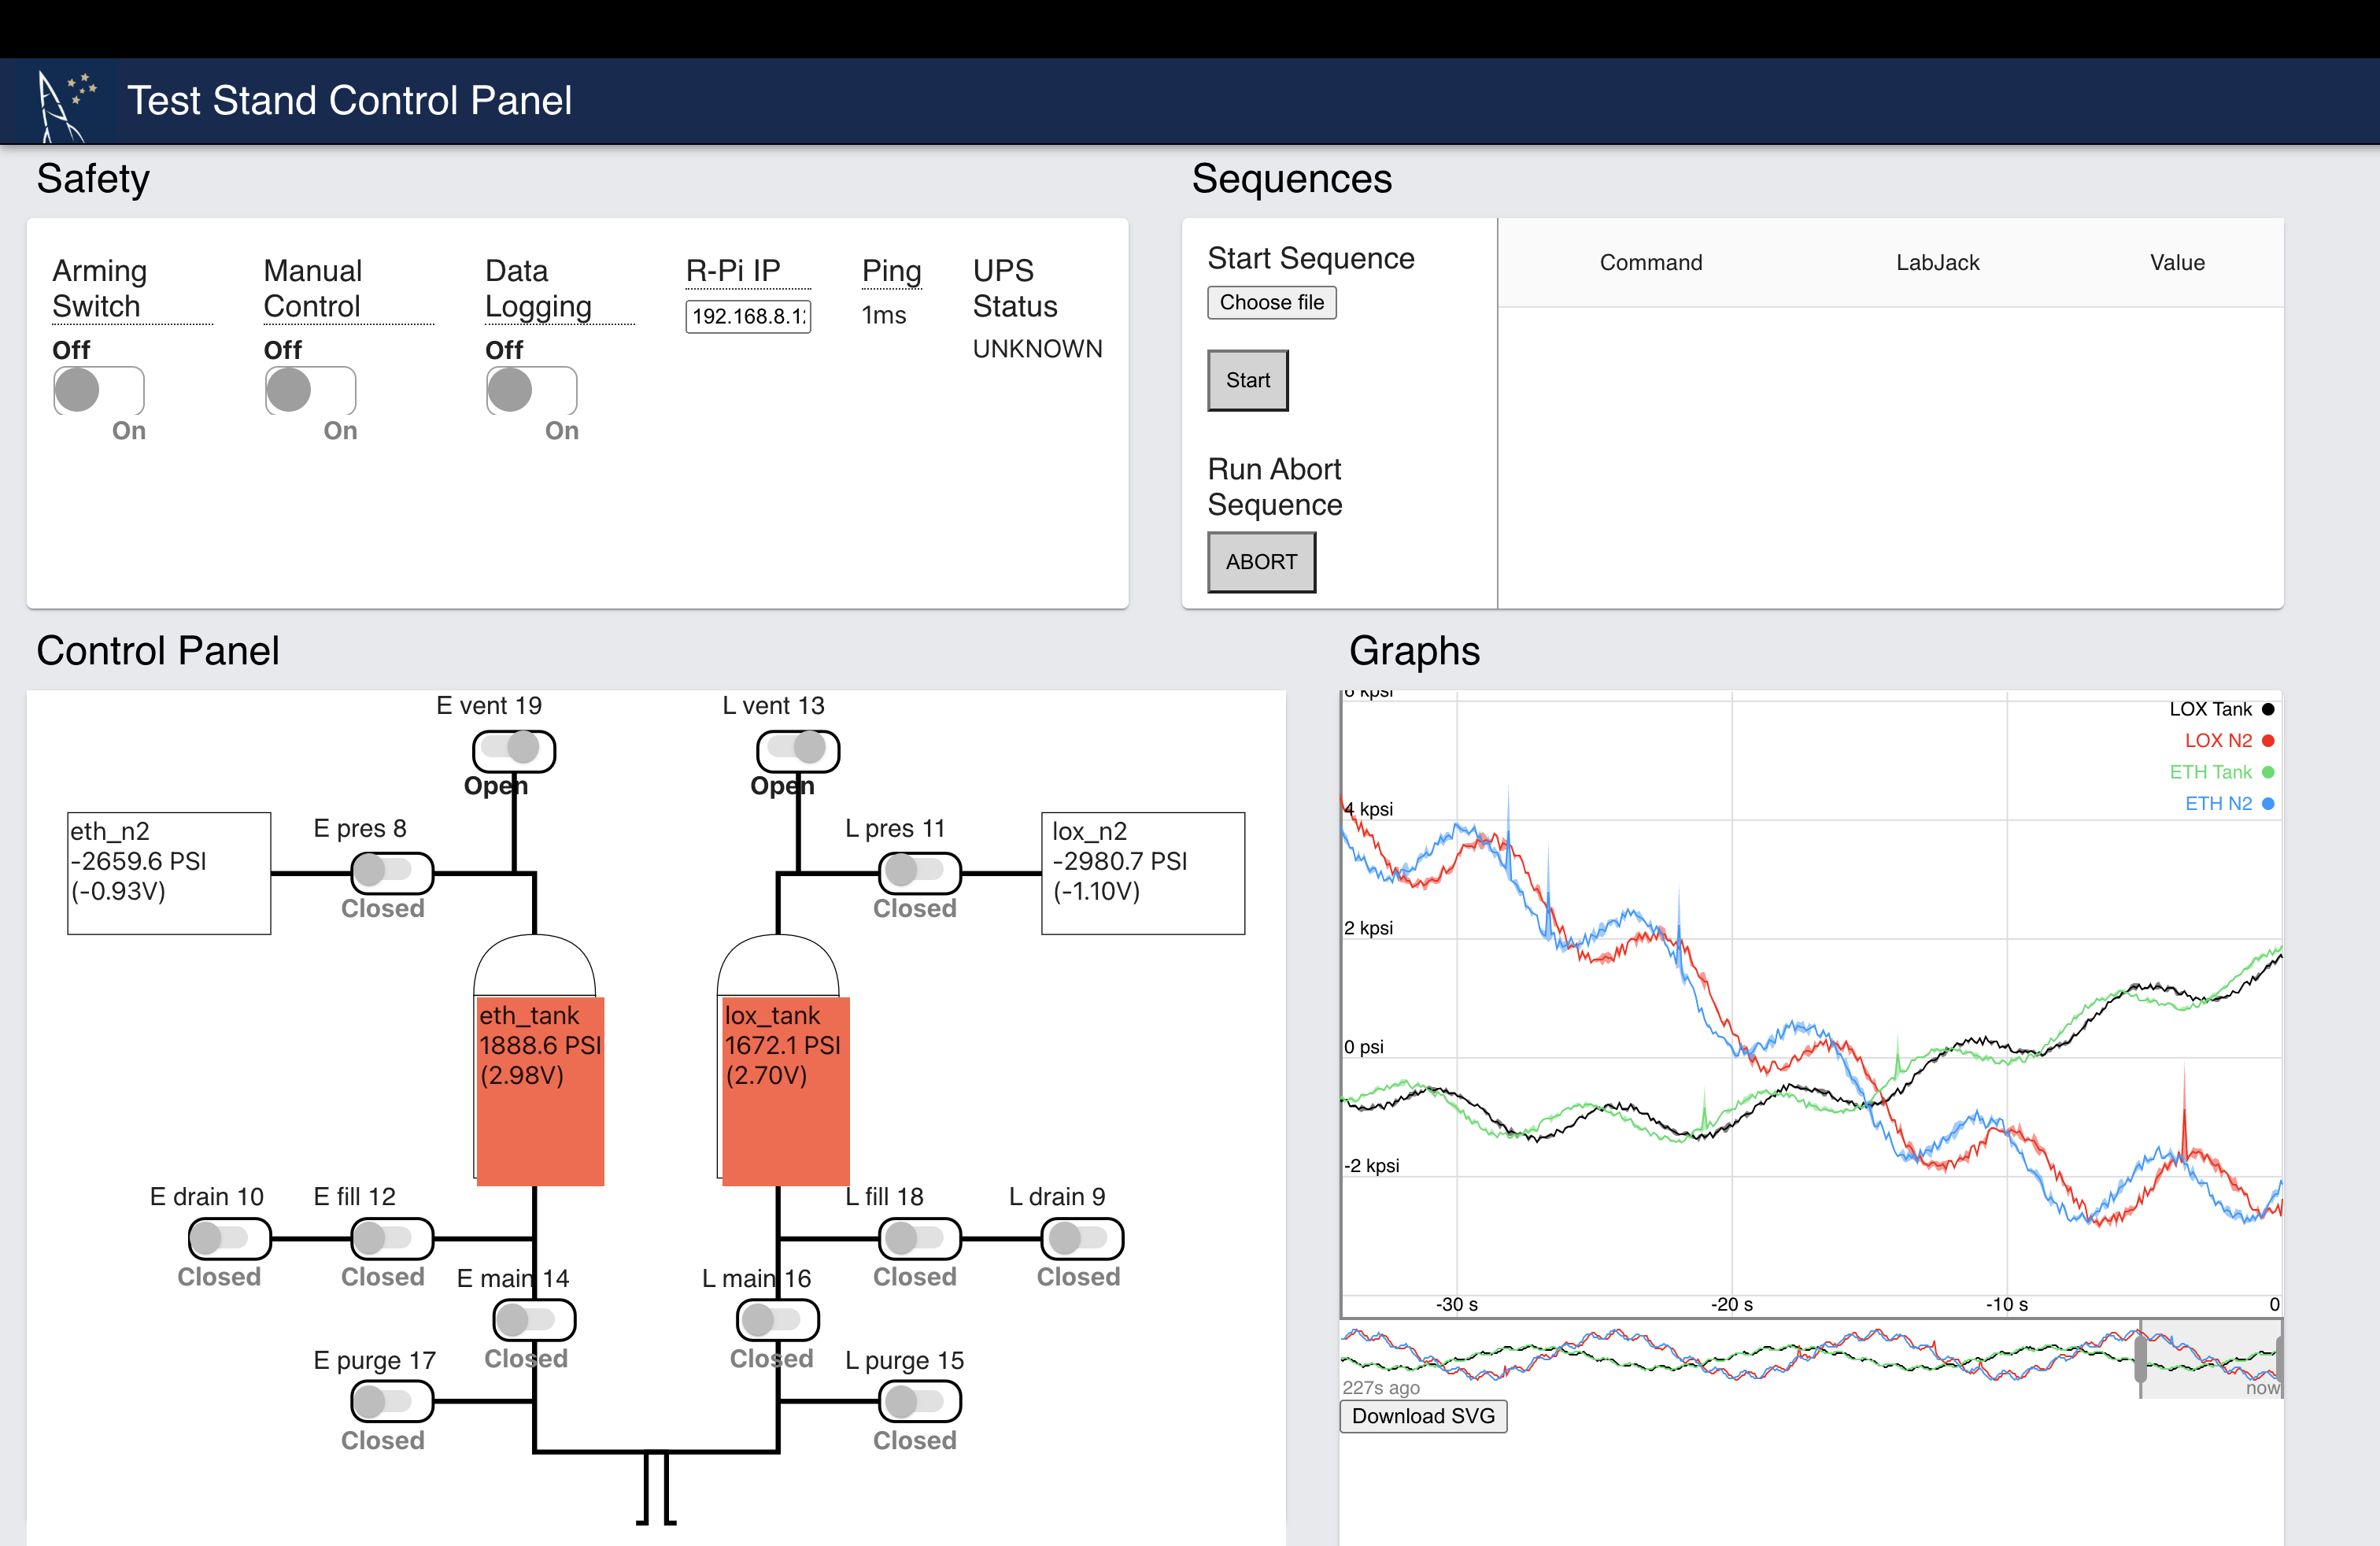 Test Stand Control Panel
Safety
Arming
Switch
Off
On
Manual
Control
Off
On
Data
Logging
Off
On
R-Pi IP
Ping
1ms
UPS
Status
UNKNOWN
Sequences
Start Sequence
Choose file
Start
Run Abort
Sequence
ABORT
Command LabJack Value
Control Panel
E vent 19
Open
L vent 13
Open
eth_n2
-2659.6 PSI
(-0.93V)
E pres 8
Closed
L pres 11
Closed
lox_n2
-2980.7 PSI
(-1.10V)
eth_tank
1888.6 PSI
(2.98V)
lox_tank
1672.1 PSI
(2.70V)
E drain 10
Closed
E fill 12
Closed
L fill 18
Closed
L drain 9
Closed
E main 14
Closed
L main 16
Closed
E purge 17
Closed
L purge 15
Closed
Graphs
6 kpsi
4 kpsi
2 kpsi
0 psi
-2 kpsi
LOX Tank
LOX N2
ETH Tank
ETH N2
-30 s
-20 s
-10 s
0
227s ago
now
Download SVG